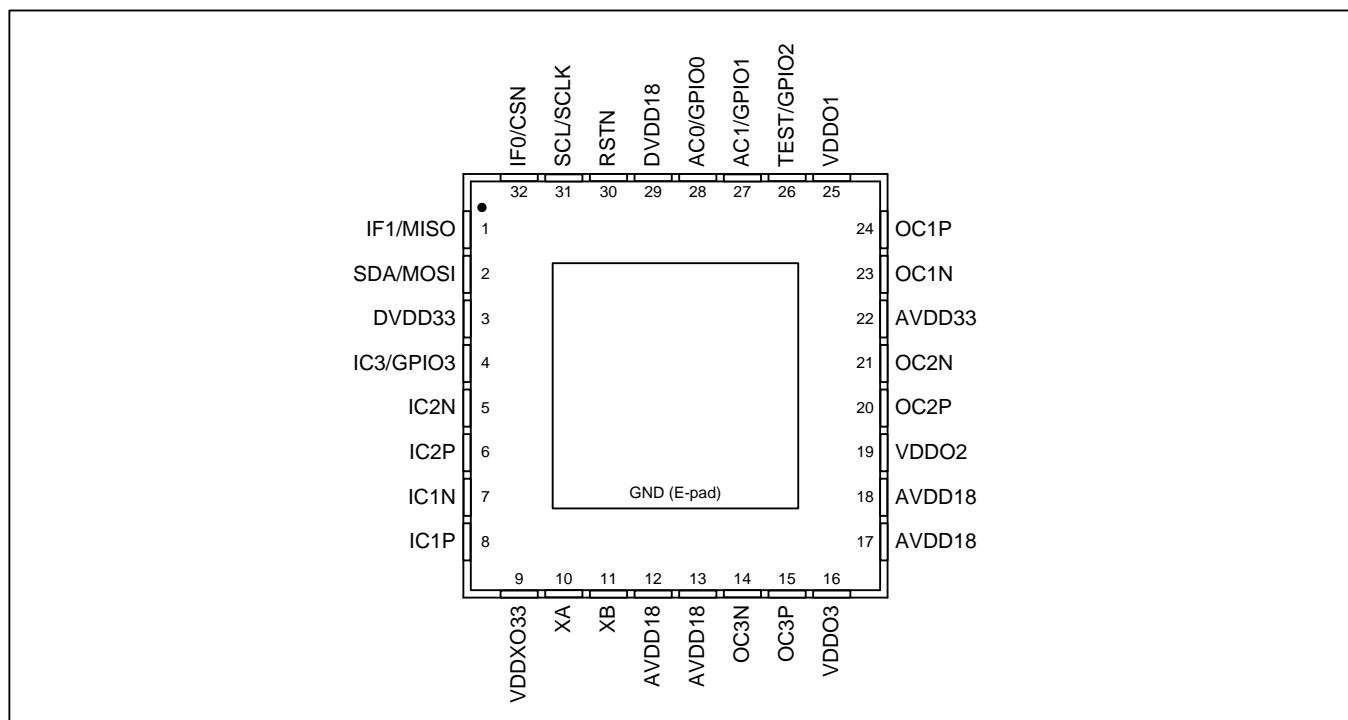 IF0/CSN
SCL/SCLK
RSTN
DVDD18
AC0/GPIO0
AC1/GPIO1
TEST/GPIO2
VDDO1
32 31 30 29 28 27 26 25
IF1/MISO 1 24 OC1P
SDA/MOSI 2 23 OC1N
DVDD33 3 22 AVDD33
IC3/GPIO3 4 21 OC2N
IC2N 5 20 OC2P
IC2P 6 19 VDDO2
IC1N 7 GND (E-pad) 18 AVDD18
IC1P 8 17 AVDD18
9 10 11 12 13 14 15 16
VDDXO33
XA
XB
AVDD18
AVDD18
OC3N
OC3P
VDDO3